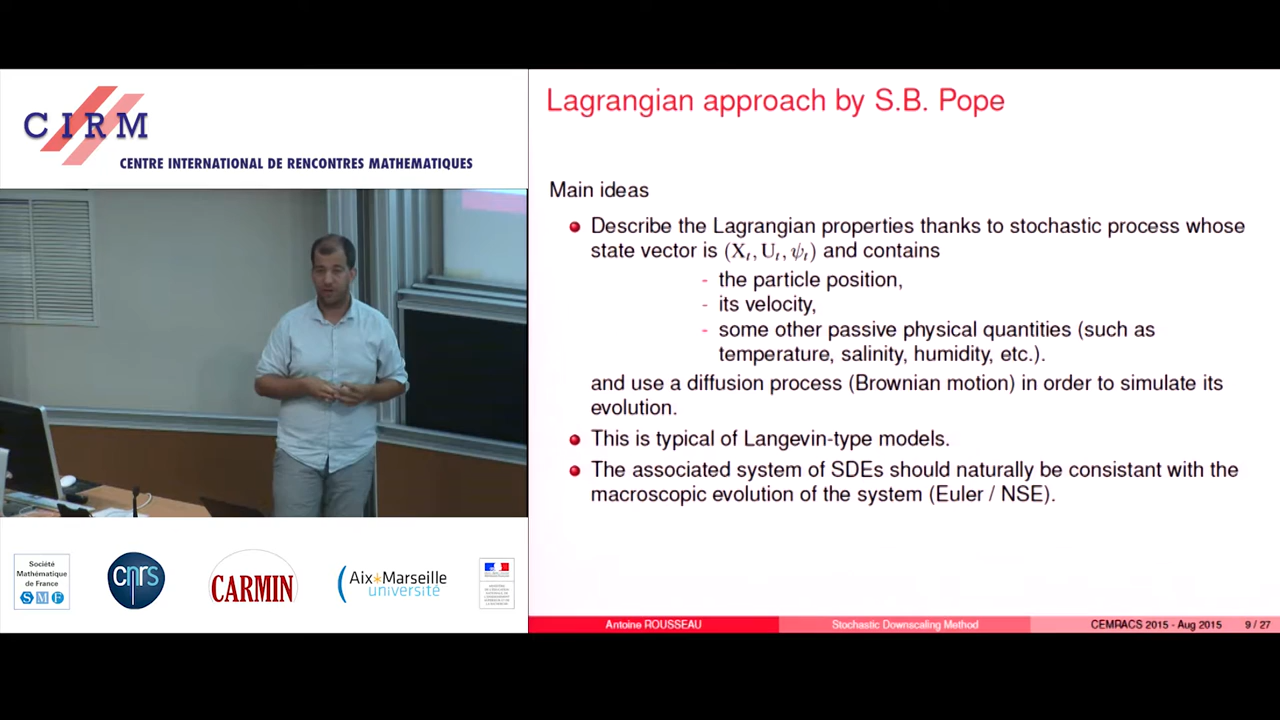 CIRM
CENTRE INTERNATIONAL DE RENCONTRES MATHEMATIQUES
Lagrangian approach by S.B. Pope
Main ideas
Describe the Lagrangian properties thanks to stochastic process whose
state vector is (Xₜ, Uₜ, ψₜ) and contains
- the particle position,
- its velocity,
- some other passive physical quantities (such as
temperature, salinity, humidity, etc.).
and use a diffusion process (Brownian motion) in order to simulate its
evolution.
This is typical of Langevin-type models.
The associated system of SDEs should naturally be consistant with the
macroscopic evolution of the system (Euler / NSE).
Société
Mathématique
de France
SMF
cnrs
CARMIN
Aix*Marseille
université
Antoine ROUSSEAU
Stochastic Downscaling Method
CEMRACS 2015 - Aug 2015
9 / 27